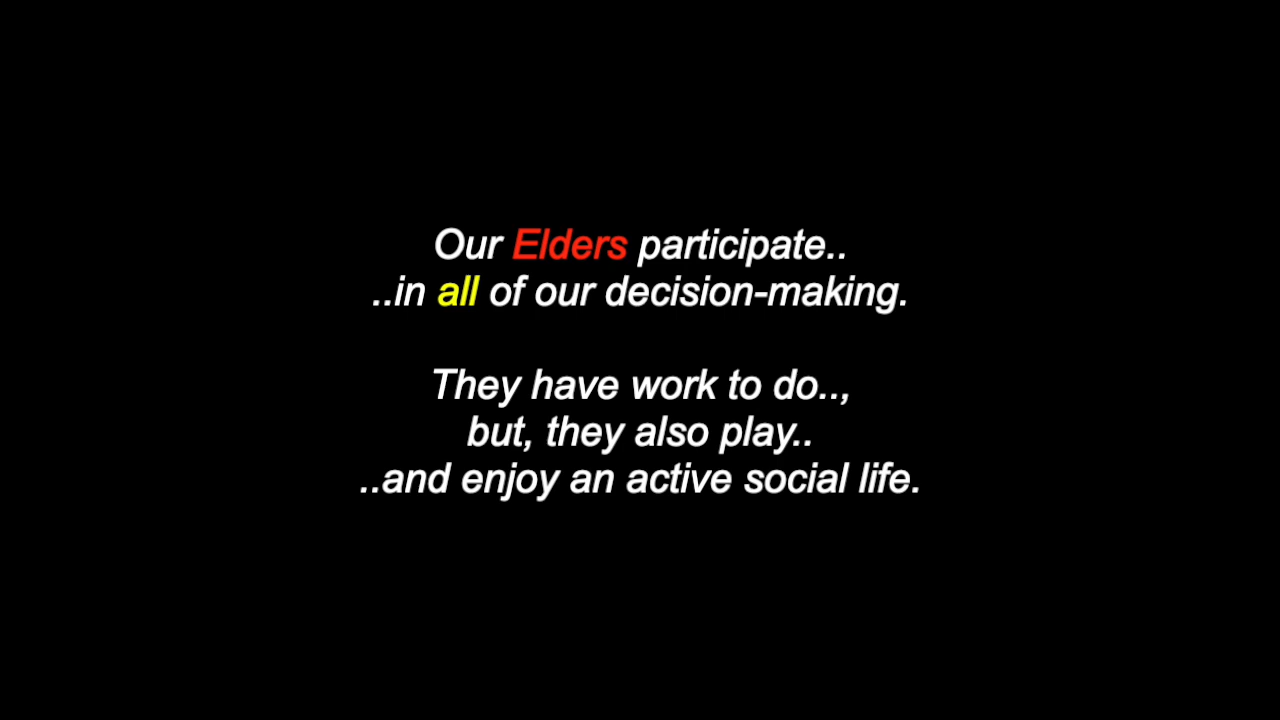 Our Elders participate..
..in all of our decision-making.
They have work to do..,
but, they also play..
..and enjoy an active social life.